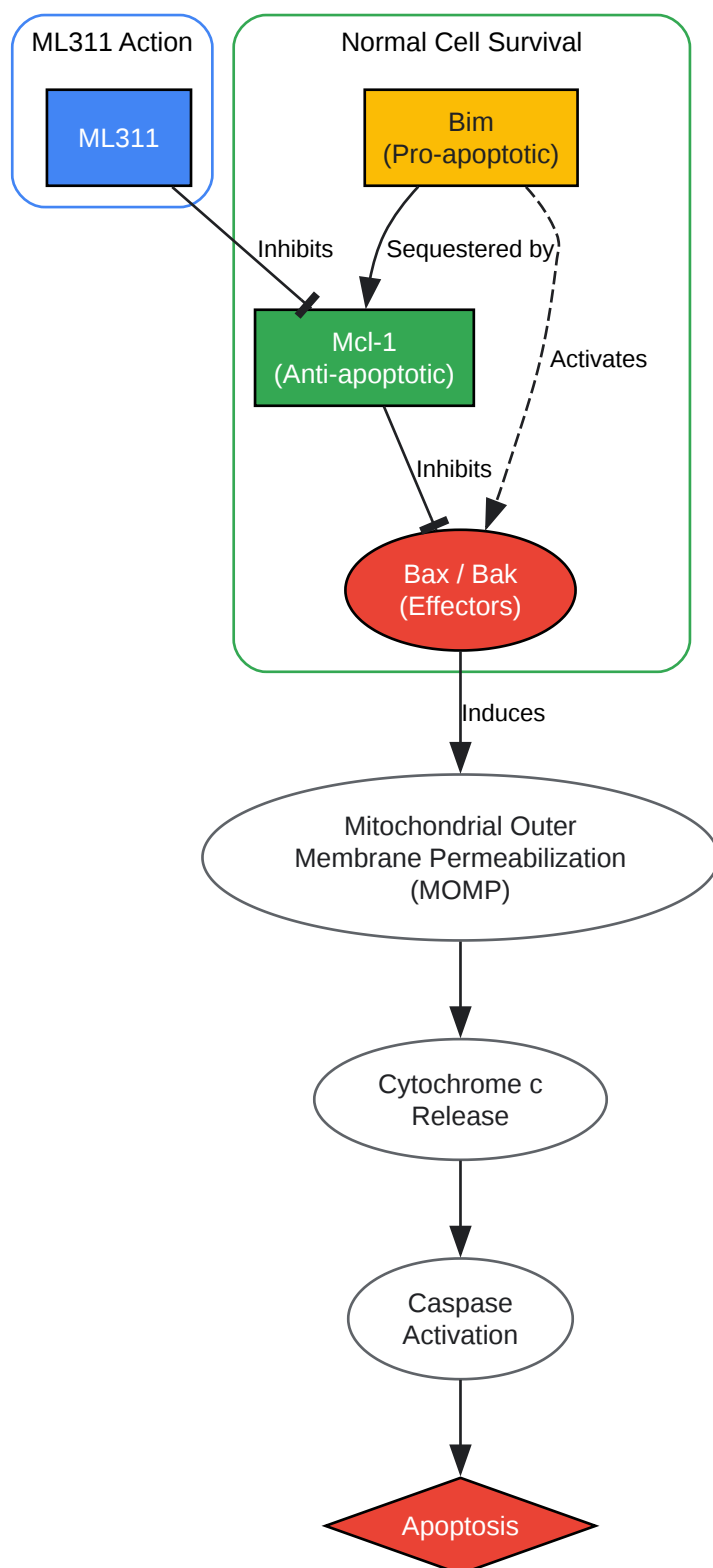 ML311 Action
Normal Cell Survival
ML311
Bim
(Pro-apoptotic)
Inhibits
Sequestered by
Mcl-1
(Anti-apoptotic)
Activates
Inhibits
Bax / Bak
(Effectors)
Induces
Mitochondrial Outer
Membrane Permeabilization
(MOMP)
Cytochrome c
Release
Caspase
Activation
Apoptosis